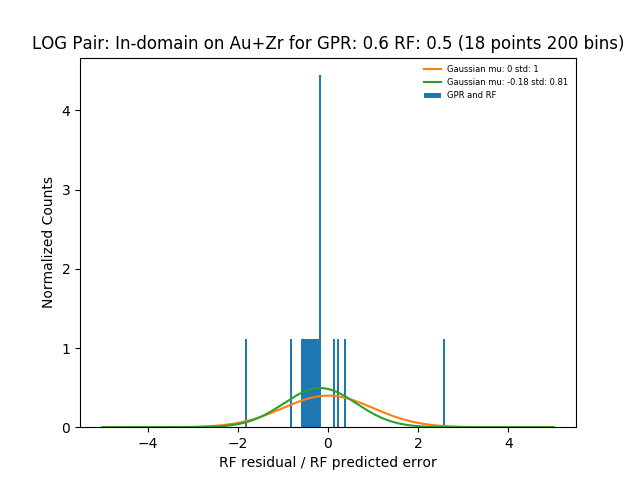 LOG Pair: In-domain on Au+Zr for GPR: 0.6 RF: 0.5 (18 points 200 bins)
Gaussian mu: 0 std: 1
Gaussian mu: -0.18 std: 0.81
GPR and RF
Normalized Counts
4
3
2
1
0
−4
−2
0
2
4
RF residual / RF predicted error